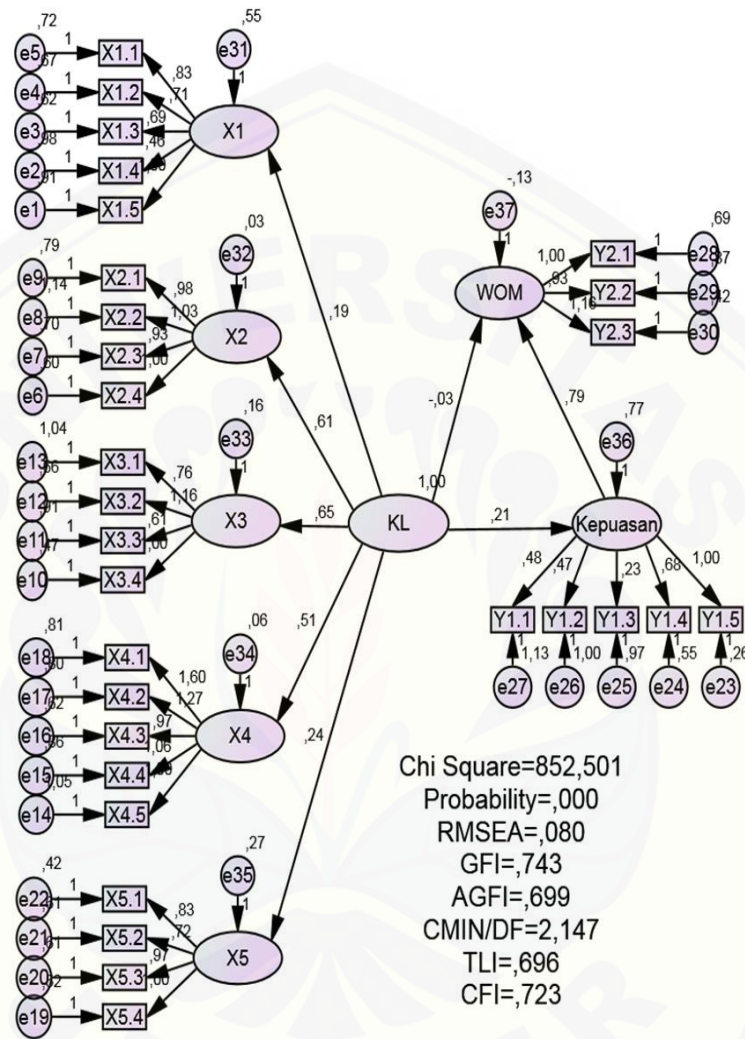 ,72
e5 1 X1.1
,67
e4 1 X1.2
,62
e3 1 X1.3
,98
e2 1 X1.4
,91
e1 1 X1.5
,83
,71
,69
,46
,55
e31
1
X1
,79
e9 1 X2.1
,14
e8 1 X2.2
,70
e7 1 X2.3
,60
e6 1 X2.4
,98
1,03
,93
1,00
,03
e32
1
X2
1,04
e13 1 X3.1
e12 1 X3.2
,91
e11 1 X3.3
,47
e10 1 X3.4
,76
1,16
,61
1,00
,16
e33
1
X3
,81
e18 1 X4.1
e17 1 X4.2
,62
e16 1 X4.3
e15 1 X4.4
,05
e14 1 X4.5
1,60
1,27
,97
1,06
,06
e34
1
X4
,42
e22 1 X5.1
e21 1 X5.2
e20 1 X5.3
e19 1 X5.4
,83
,72
,97
1,00
,27
e35
1
X5
,19
,61
,65
,51
,24
KL
1,00
-,03
,21
-,13
e37
1
WOM
1,00
,93
1,16
Y2.1 1 e28
,69
Y2.2 1 e29
Y2.3 1 e30
,42
,79
,77
e36
1
Kepuasan
,48
,47
,23
,68
1,00
Y1.1 Y1.2 Y1.3 Y1.4 Y1.5
1 1 1 1 1
1,13 1,00 ,97 ,55 ,26
e27 e26 e25 e24 e23
Chi Square=852,501
Probability=,000
RMSEA=,080
GFI=,743
AGFI=,699
CMIN/DF=2,147
TLI=,696
CFI=,723